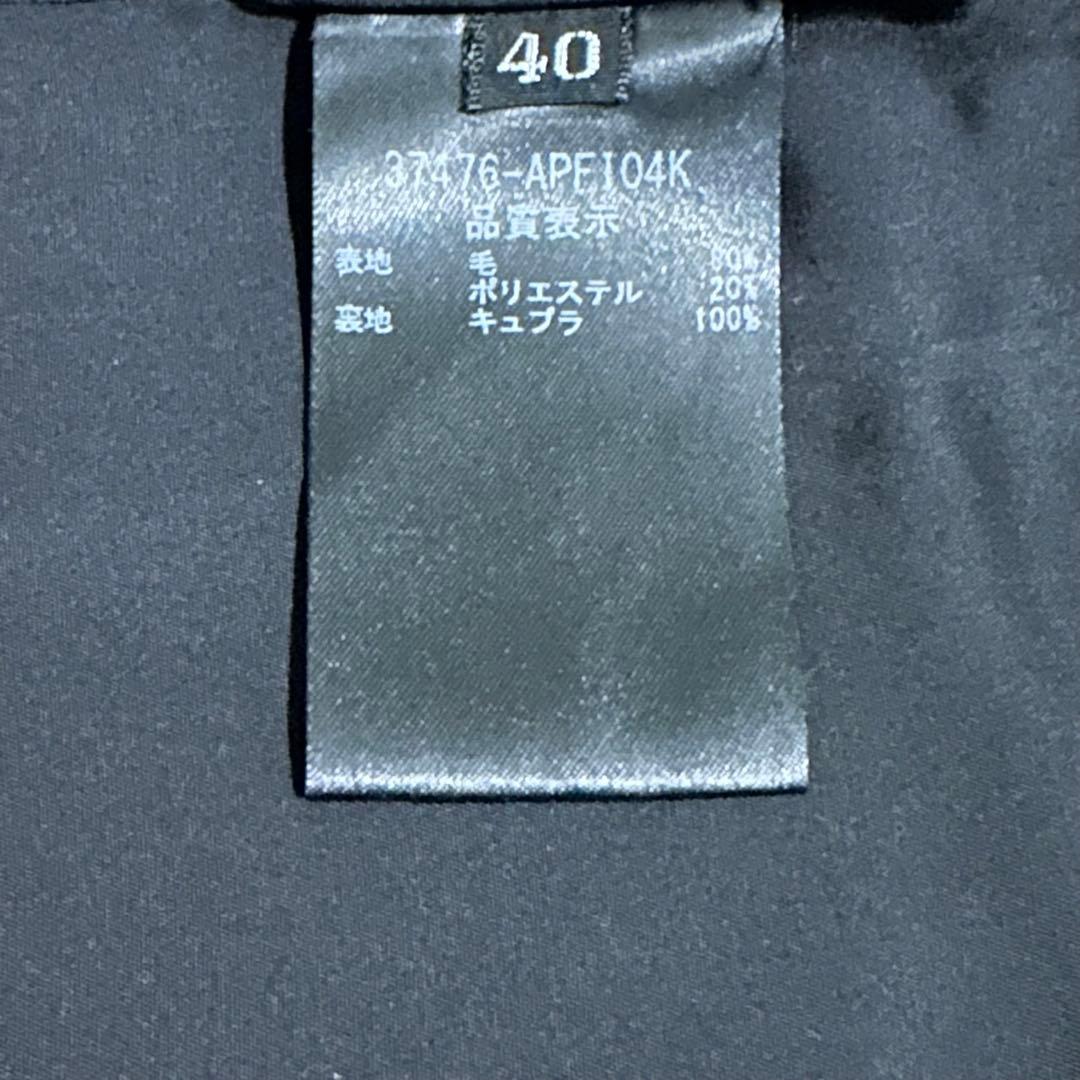 40
37476-APFI04K
品質表示
表地 毛 80%
ポリエステル 20%
裏地 キュプラ 100%